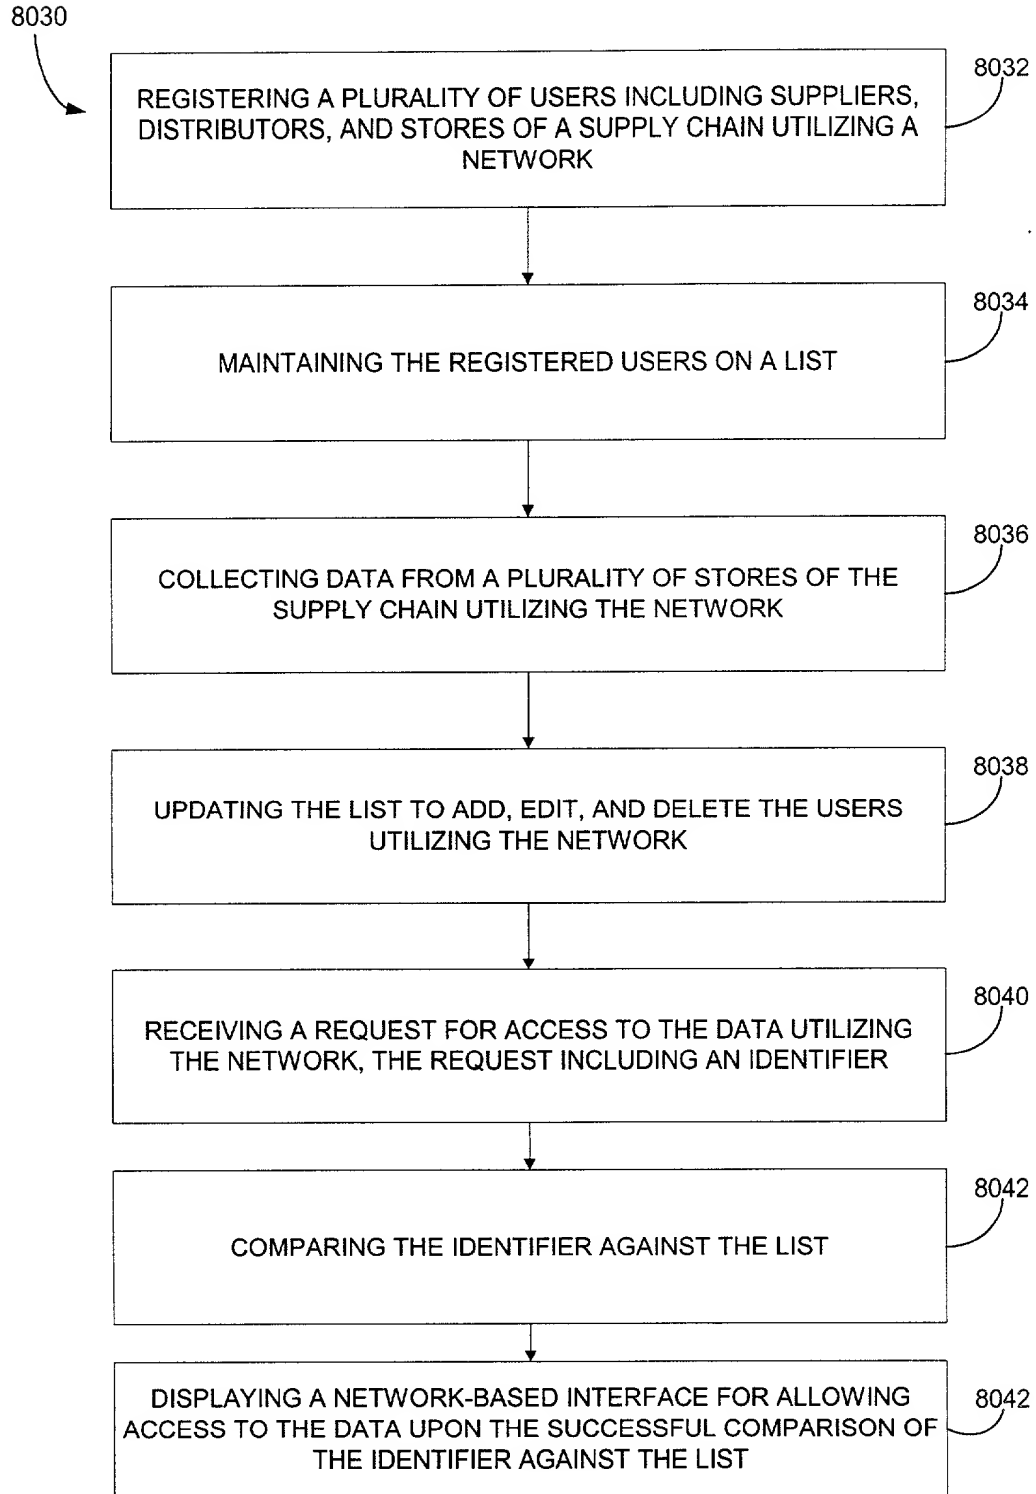 8030
8032
REGISTERING A PLURALITY OF USERS INCLUDING SUPPLIERS,
DISTRIBUTORS, AND STORES OF A SUPPLY CHAIN UTILIZING A
NETWORK
8034
MAINTAINING THE REGISTERED USERS ON A LIST
8036
COLLECTING DATA FROM A PLURALITY OF STORES OF THE
SUPPLY CHAIN UTILIZING THE NETWORK
8038
UPDATING THE LIST TO ADD, EDIT, AND DELETE THE USERS
UTILIZING THE NETWORK
8040
RECEIVING A REQUEST FOR ACCESS TO THE DATA UTILIZING
THE NETWORK, THE REQUEST INCLUDING AN IDENTIFIER
8042
COMPARING THE IDENTIFIER AGAINST THE LIST
8042
DISPLAYING A NETWORK-BASED INTERFACE FOR ALLOWING
ACCESS TO THE DATA UPON THE SUCCESSFUL COMPARISON OF
THE IDENTIFIER AGAINST THE LIST